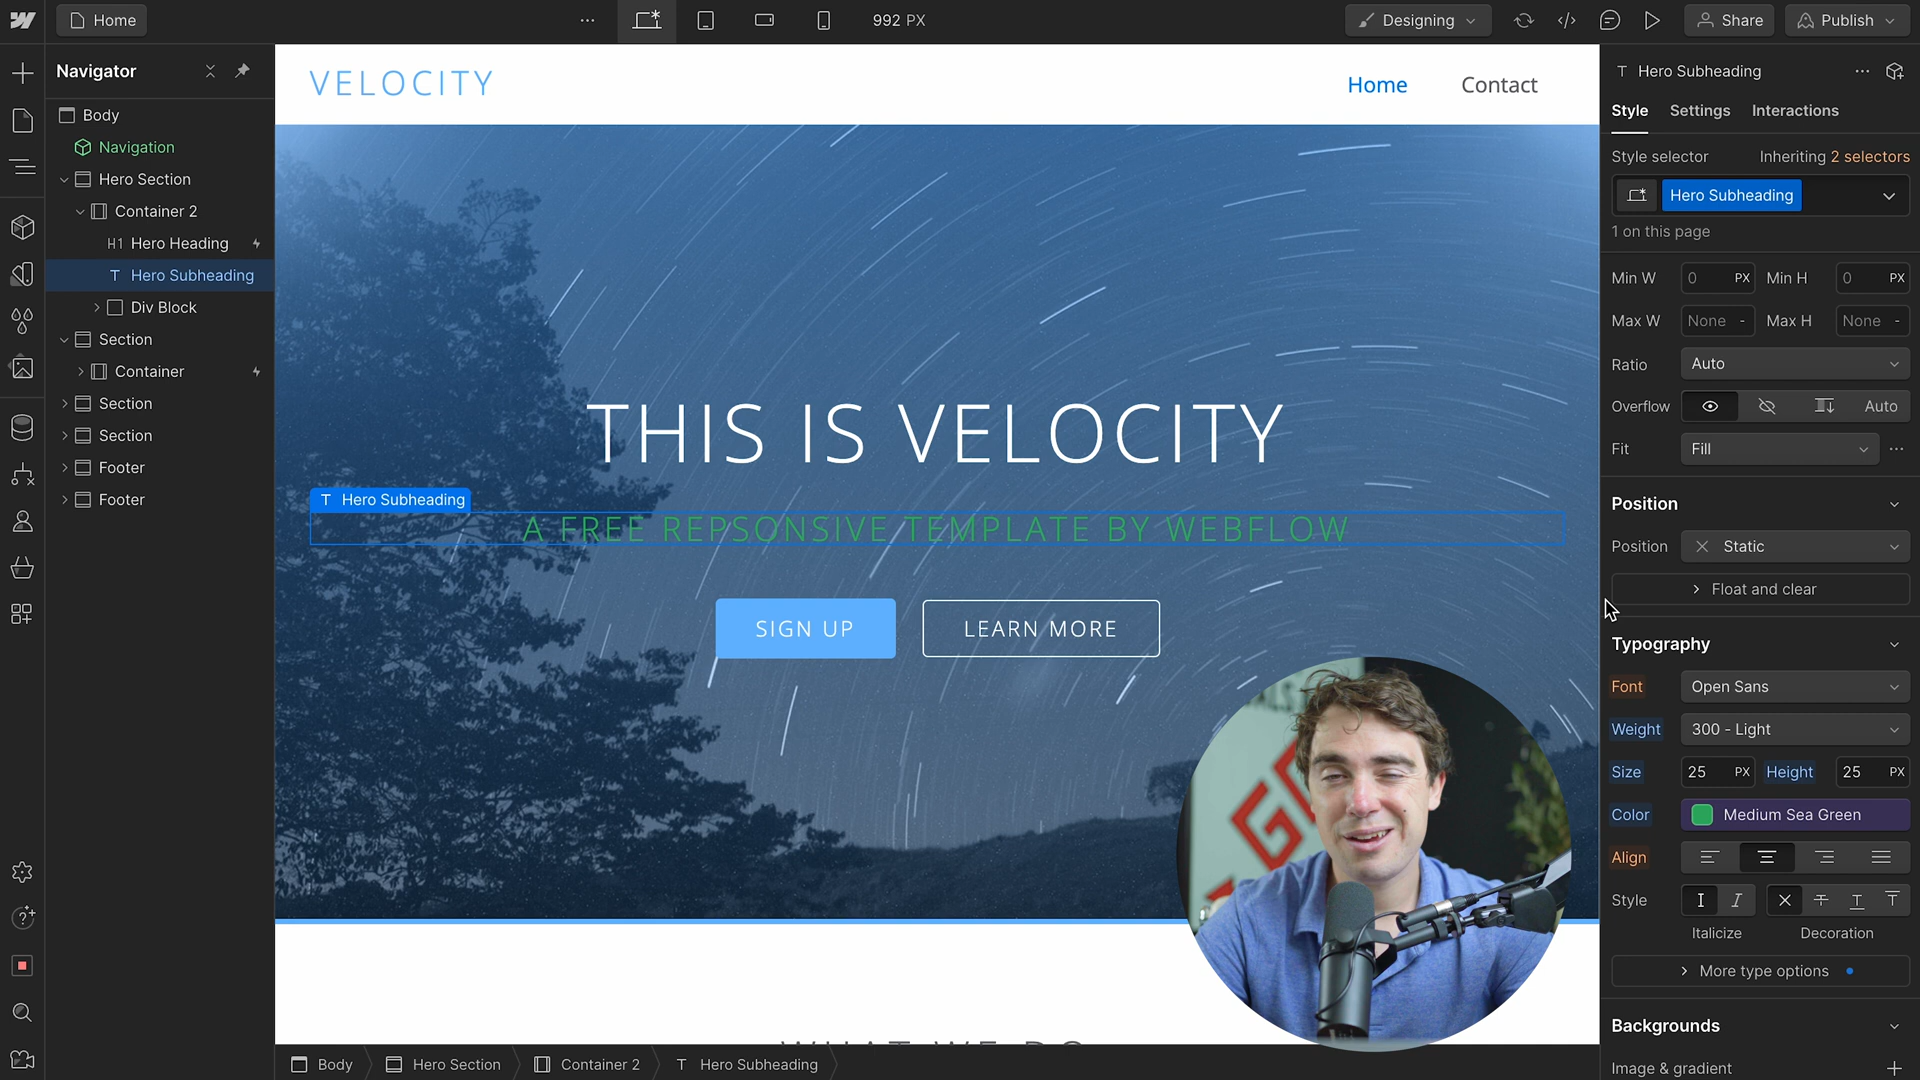 Home
992 PX
Designing
Share
Publish
Navigator
Body
Navigation
Hero Section
Container 2
H1 Hero Heading
T Hero Subheading
Div Block
Section
Container
Section
Section
Footer
Footer
VELOCITY
Home
Contact
THIS IS VELOCITY
T Hero Subheading
A FREE REPSONSIVE TEMPLATE BY WEBFLOW
SIGN UP
LEARN MORE
WHAT WE DO
Body
Hero Section
Container 2
T Hero Subheading
T Hero Subheading
Style Settings Interactions
Style selector Inheriting 2 selectors
Hero Subheading
1 on this page
Min W 0 PX Min H 0 PX
Max W None - Max H None -
Ratio Auto
Overflow Auto
Fit Fill
Position
Position Static
Float and clear
Typography
Font Open Sans
Weight 300 - Light
Size 25 PX Height 25 PX
Color Medium Sea Green
Align
Style
Italicize Decoration
More type options
Backgrounds
Image & gradient